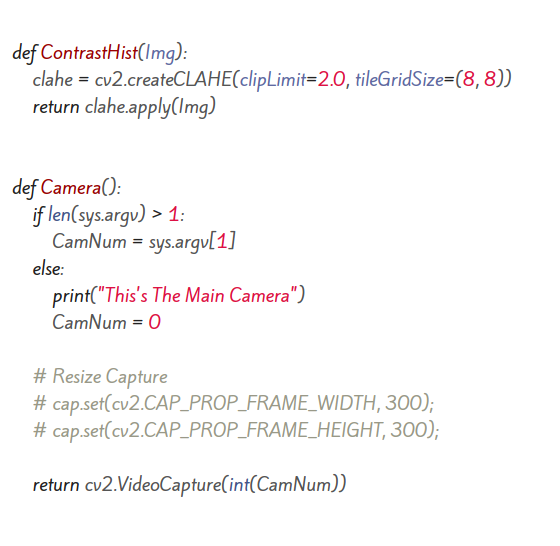 def ContrastHist(Img):
    clahe = cv2.createCLAHE(clipLimit=2.0, tileGridSize=(8, 8))
    return clahe.apply(Img)
def Camera():
    if len(sys.argv) > 1:
        CamNum = sys.argv[1]
    else:
        print("This's The Main Camera")
        CamNum = 0
    # Resize Capture
    # cap.set(cv2.CAP_PROP_FRAME_WIDTH, 300);
    # cap.set(cv2.CAP_PROP_FRAME_HEIGHT, 300);
    return cv2.VideoCapture(int(CamNum))